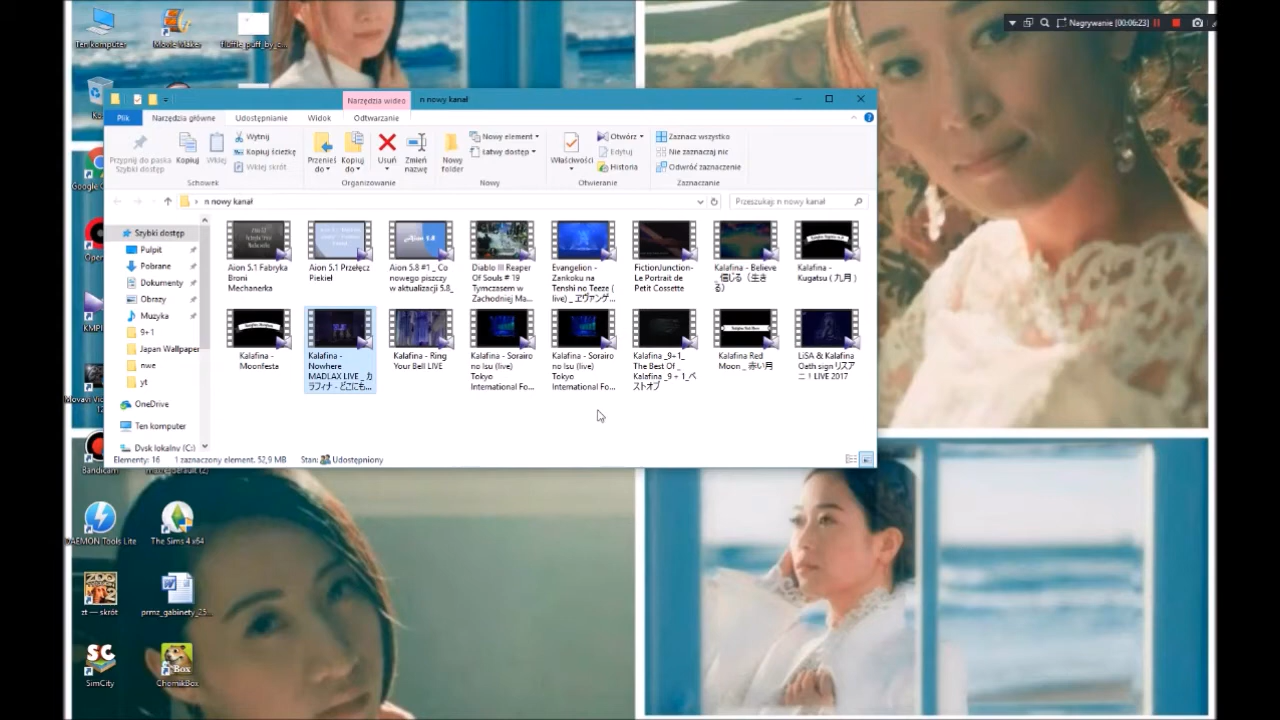 Ten komputer
Movie Maker
fluffle_puff_by_c...
Nagrywanie [00:06:23]
Narzędzia wideo
n nowy kanał
Plik
Narzędzia główne
Udostępnianie
Widok
Odtwarzanie
Przypnij do paska
Szybki dostęp
Kopiuj
Wklej
Wytnij
Kopiuj ścieżkę
Wklej skrót
Schowek
Przenieś
do
Kopiuj
do
Usuń
Zmień
nazwę
Organizowanie
Nowy
folder
Nowy element
Łatwy dostęp
Nowy
Właściwości
Otwórz
Edytuj
Historia
Otwieranie
Zaznacz wszystko
Nie zaznaczaj nic
Odwróć zaznaczenie
Zaznaczanie
n nowy kanał
Przeszukaj: n nowy kanał
Szybki dostęp
Pulpit
Pobrane
Dokumenty
Obrazy
Muzyka
9+1
Japan Wallpaper
nwe
yt
OneDrive
Ten komputer
Dysk lokalny (C:)
Aion 5.1 Fabryka
Broni
Mechanerka
Aion 5.1 Przełęcz
Piekieł
Aion 5.8
Aion 5.8 #1 _ Co
nowego piszczy
w aktualizacji 5.8_
Diablo III Reaper
Of Souls # 19
Tymczasem w
Zachodniej Ma...
Evangelion -
Zankoku na
Tenshi no Teeze (
live) _ ヱヴァンゲ...
FictionJunction-
Le Portrait de
Petit Cossette
Kalafina - Believe
_ 信じる（生き
る）
Kalafina -
Kugatsu ( 九月 )
Kalafina -
Moonfesta
Kalafina -
Nowhere
MADLAX LIVE _ カ
ラフィナ - どこにも...
Kalafina - Ring
Your Bell LIVE
Kalafina - Sorairo
no Isu (live)
Tokyo
International Fo...
Kalafina - Sorairo
no Isu (live)
Tokyo
International Fo...
Kalafina _9+1_
The Best Of _
Kalafina _9 + 1_ベ
ストオブ
Kalafina Red
Moon _ 赤い月
LiSA & Kalafina
Oath sign リスア
ニ！LIVE 2017
Elementy: 16
1 zaznaczony element. 52,9 MB
Stan:
Udostępniony
Bandicam
DAEMON Tools Lite
The Sims 4 x64
ZOO
zt — skrót
prmz_gabinety_25...
SC
SimCity
Box
ChomikBox